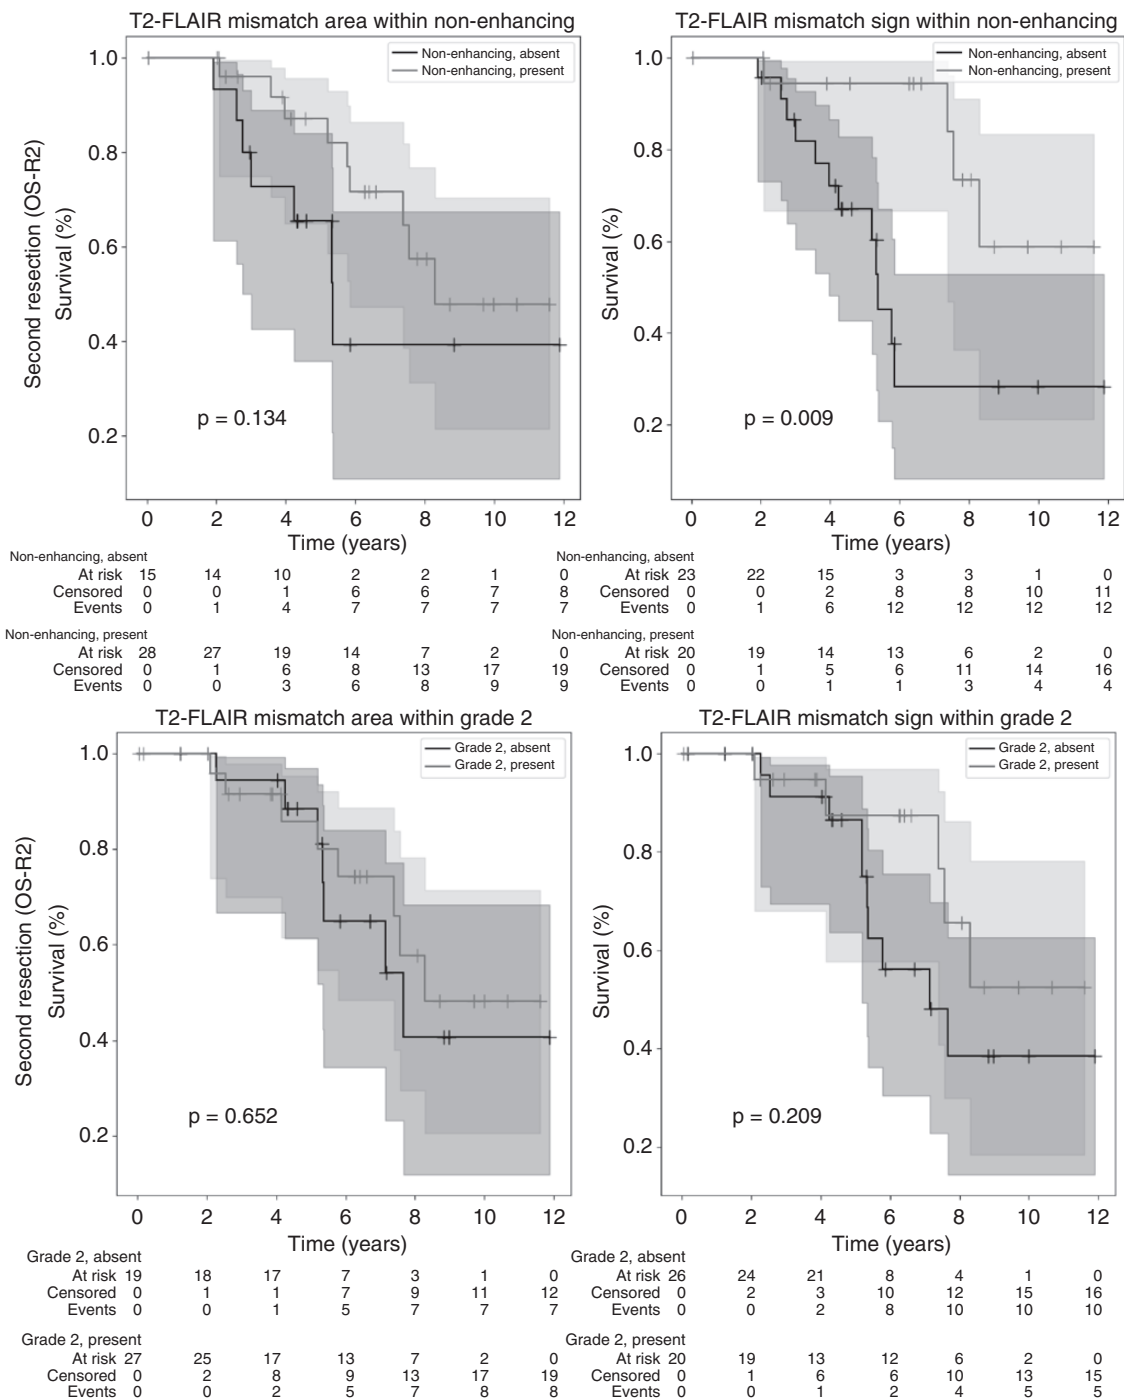 T2-FLAIR mismatch area within non-enhancing
Second resection (OS-R2)
Survival (%)
1.0
0.8
0.6
0.4
0.2
Non-enhancing, absent
Non-enhancing, present
p = 0.134
0 2 4 6 8 10 12
Time (years)
Non-enhancing, absent
At risk 15 14 10 2 2 1 0
Censored 0 0 1 6 6 7 8
Events 0 1 4 7 7 7 7
Non-enhancing, present
At risk 28 27 19 14 7 2 0
Censored 0 1 6 8 13 17 19
Events 0 0 3 6 8 9 9
T2-FLAIR mismatch sign within non-enhancing
Survival (%)
1.0
0.8
0.6
0.4
0.2
Non-enhancing, absent
Non-enhancing, present
p = 0.009
0 2 4 6 8 10 12
Time (years)
Non-enhancing, absent
At risk 23 22 15 3 3 1 0
Censored 0 0 2 8 8 10 11
Events 0 1 6 12 12 12 12
Non-enhancing, present
At risk 20 19 14 13 6 2 0
Censored 0 1 5 6 11 14 16
Events 0 0 1 1 3 4 4
T2-FLAIR mismatch area within grade 2
Second resection (OS-R2)
Survival (%)
1.0
0.8
0.6
0.4
0.2
Grade 2, absent
Grade 2, present
p = 0.652
0 2 4 6 8 10 12
Time (years)
Grade 2, absent
At risk 19 18 17 7 3 1 0
Censored 0 1 1 7 9 11 12
Events 0 0 1 5 7 7 7
Grade 2, present
At risk 27 25 17 13 7 2 0
Censored 0 2 8 9 13 17 19
Events 0 0 2 5 7 8 8
T2-FLAIR mismatch sign within grade 2
Survival (%)
1.0
0.8
0.6
0.4
0.2
Grade 2, absent
Grade 2, present
p = 0.209
0 2 4 6 8 10 12
Time (years)
Grade 2, absent
At risk 26 24 21 8 4 1 0
Censored 0 2 3 10 12 15 16
Events 0 0 2 8 10 10 10
Grade 2, present
At risk 20 19 13 12 6 2 0
Censored 0 1 6 6 10 13 15
Events 0 0 1 2 4 5 5